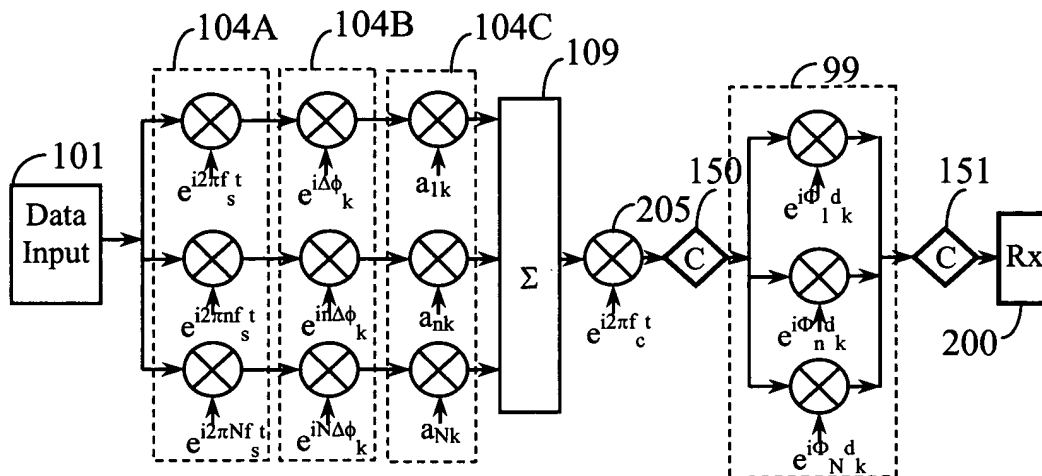 104A 104B 104C
109
99
101
150
151
205
200
Data
Input
e^{i2πf_s t}
e^{iΔϕ_k}
a_{1k}
e^{i2πnf_s t}
e^{inΔϕ_k}
a_{nk}
e^{i2πNf_s t}
e^{iNΔϕ_k}
a_{Nk}
Σ
e^{i2πf_c t}
C
e^{iΦ_1 d_k}
e^{iΦ_n d_k}
e^{iΦ_N d_k}
C
Rx